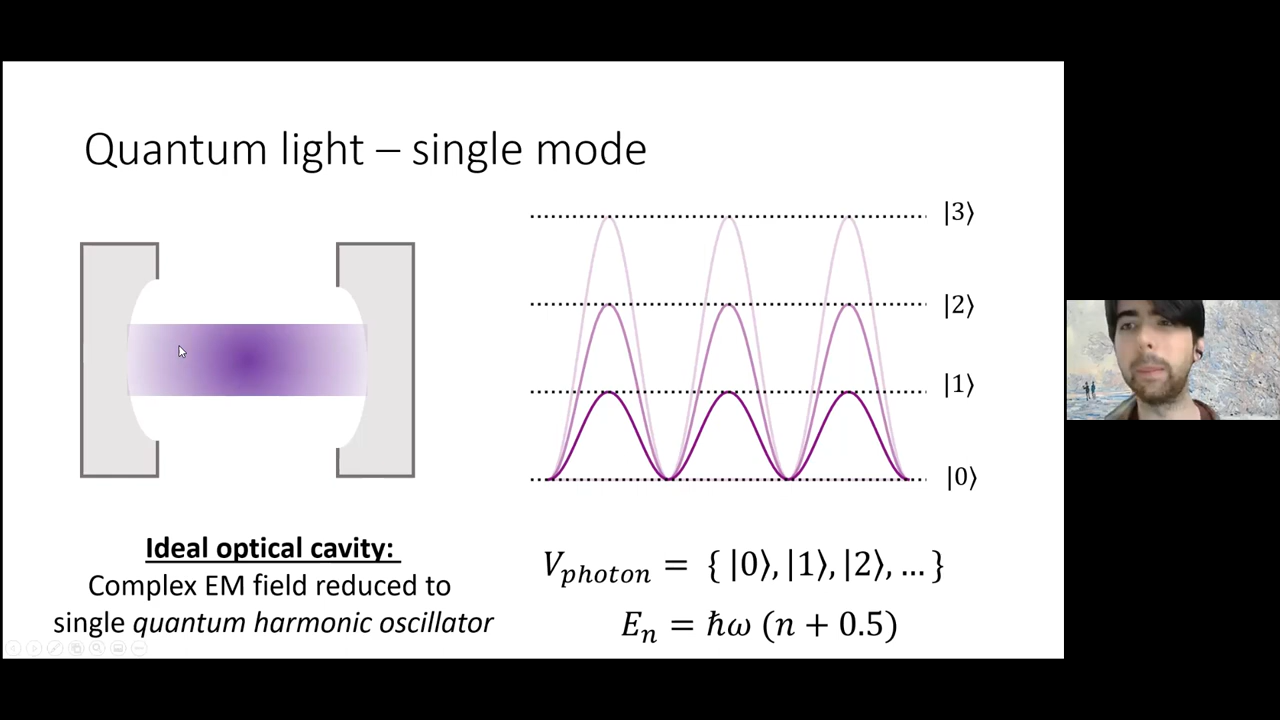 Quantum light – single mode
|3⟩
|2⟩
|1⟩
|0⟩
Ideal optical cavity:
Complex EM field reduced to
single quantum harmonic oscillator
V_photon = { |0⟩, |1⟩, |2⟩, … }
E_n = ℏω (n + 0.5)